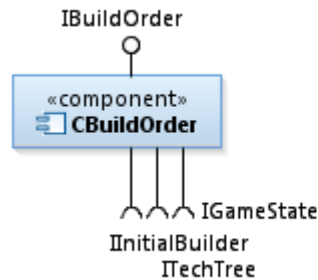 IBuildOrder
«component»
CBuildOrder
IGameState
IInitialBuilder
ITechTree